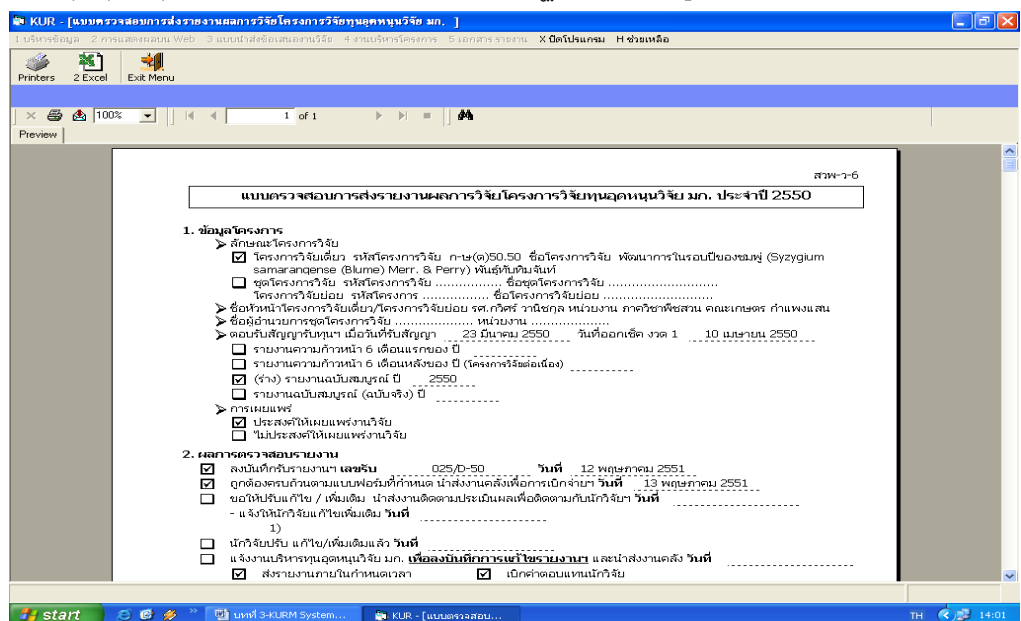 KUR - [แบบตรวจสอบการส่งรายงานผลการวิจัยโครงการวิจัยทุนอุดหนุนวิจัย มก. ]
1 บริหารข้อมูล 2 การแสดงผลบน Web 3 แบบนำส่งข้อเสนองานวิจัย 4 งานบริหารโครงการ 5 เอกสาร รายงาน X ปิดโปรแกรม H ช่วยเหลือ
Printers 2 Excel Exit Menu
100% 1 of 1
Preview
สวพ-ว-6
แบบตรวจสอบการส่งรายงานผลการวิจัยโครงการวิจัยทุนอุดหนุนวิจัย มก. ประจำปี 2550
1. ข้อมูลโครงการ
ลักษณะโครงการวิจัย
โครงการวิจัยเดี่ยว รหัสโครงการวิจัย ก-ษ(ด)50.50 ชื่อโครงการวิจัย พัฒนาการในรอบปีของชมพู่ (Syzygium
samarangense (Blume) Merr. & Perry) พันธุ์ทับทิมจันท์
ชุดโครงการวิจัย รหัสโครงการวิจัย ................ ชื่อชุดโครงการวิจัย ..........................
โครงการวิจัยย่อย รหัสโครงการ ................ ชื่อโครงการวิจัยย่อย ..........................
ชื่อหัวหน้าโครงการวิจัยเดี่ยว/โครงการวิจัยย่อย รศ.กวิศร์ วานิชกุล หน่วยงาน ภาควิชาพืชสวน คณะเกษตร กำแพงแสน
ชื่อผู้อำนวยการชุดโครงการวิจัย .................. หน่วยงาน ..................
ตอบรับสัญญารับทุนฯ เมื่อวันที่รับสัญญา 23 มีนาคม 2550 วันที่ออกเช็ค งวด 1 10 เมษายน 2550
รายงานความก้าวหน้า 6 เดือนแรกของ ปี
รายงานความก้าวหน้า 6 เดือนหลังของ ปี (โครงการวิจัยต่อเนื่อง)
(ร่าง) รายงานฉบับสมบูรณ์ ปี 2550
รายงานฉบับสมบูรณ์ (ฉบับจริง) ปี
การเผยแพร่
ประสงค์ให้เผยแพร่งานวิจัย
ไม่ประสงค์ให้เผยแพร่งานวิจัย
2. ผลการตรวจสอบรายงาน
ลงบันทึกรับรายงานฯ เลขรับ 025/D-50 วันที่ 12 พฤษภาคม 2551
ถูกต้องครบถ้วนตามแบบฟอร์มที่กำหนด นำส่งงานคลังเพื่อการเบิกจ่ายฯ วันที่ 13 พฤษภาคม 2551
ขอให้ปรับแก้ไข / เพิ่มเติม นำส่งงานติดตามประเมินผลเพื่อติดตามกับนักวิจัยฯ วันที่
- แจ้งให้นักวิจัยแก้ไขเพิ่มเติม วันที่
1)
นักวิจัยปรับ แก้ไข/เพิ่มเติมแล้ว วันที่
แจ้งงานบริหารทุนอุดหนุนวิจัย มก. เพื่อลงบันทึกการแก้ไขรายงานฯ และนำส่งงานคลัง วันที่
ส่งรายงานภายในกำหนดเวลา เบิกค่าตอบแทนนักวิจัย
start บทที่ 3-KURM System... KUR - [แบบตรวจสอบ... TH 14:01